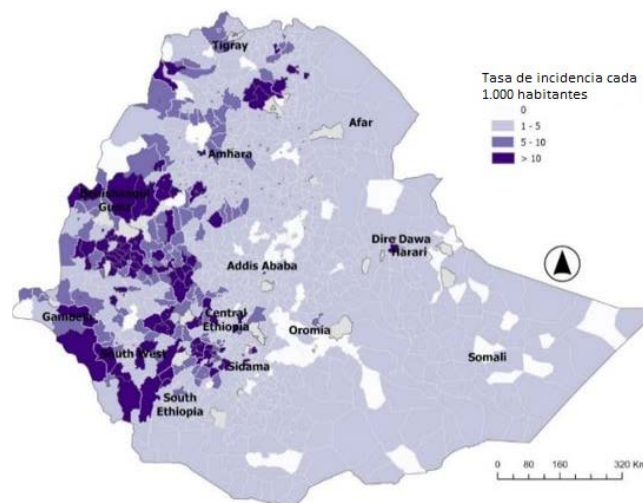 Tigray
Tasa de incidencia cada
1.000 habitantes
0
1 - 5
5 - 10
> 10
Afar
Amhara
Gumz
Dire Dawa
Harari
Addis Ababa
Gambela
Central
Ethiopia
Oromia
South West
Somali
Sidama
South
Ethiopia
0 80 160 240 320 Km